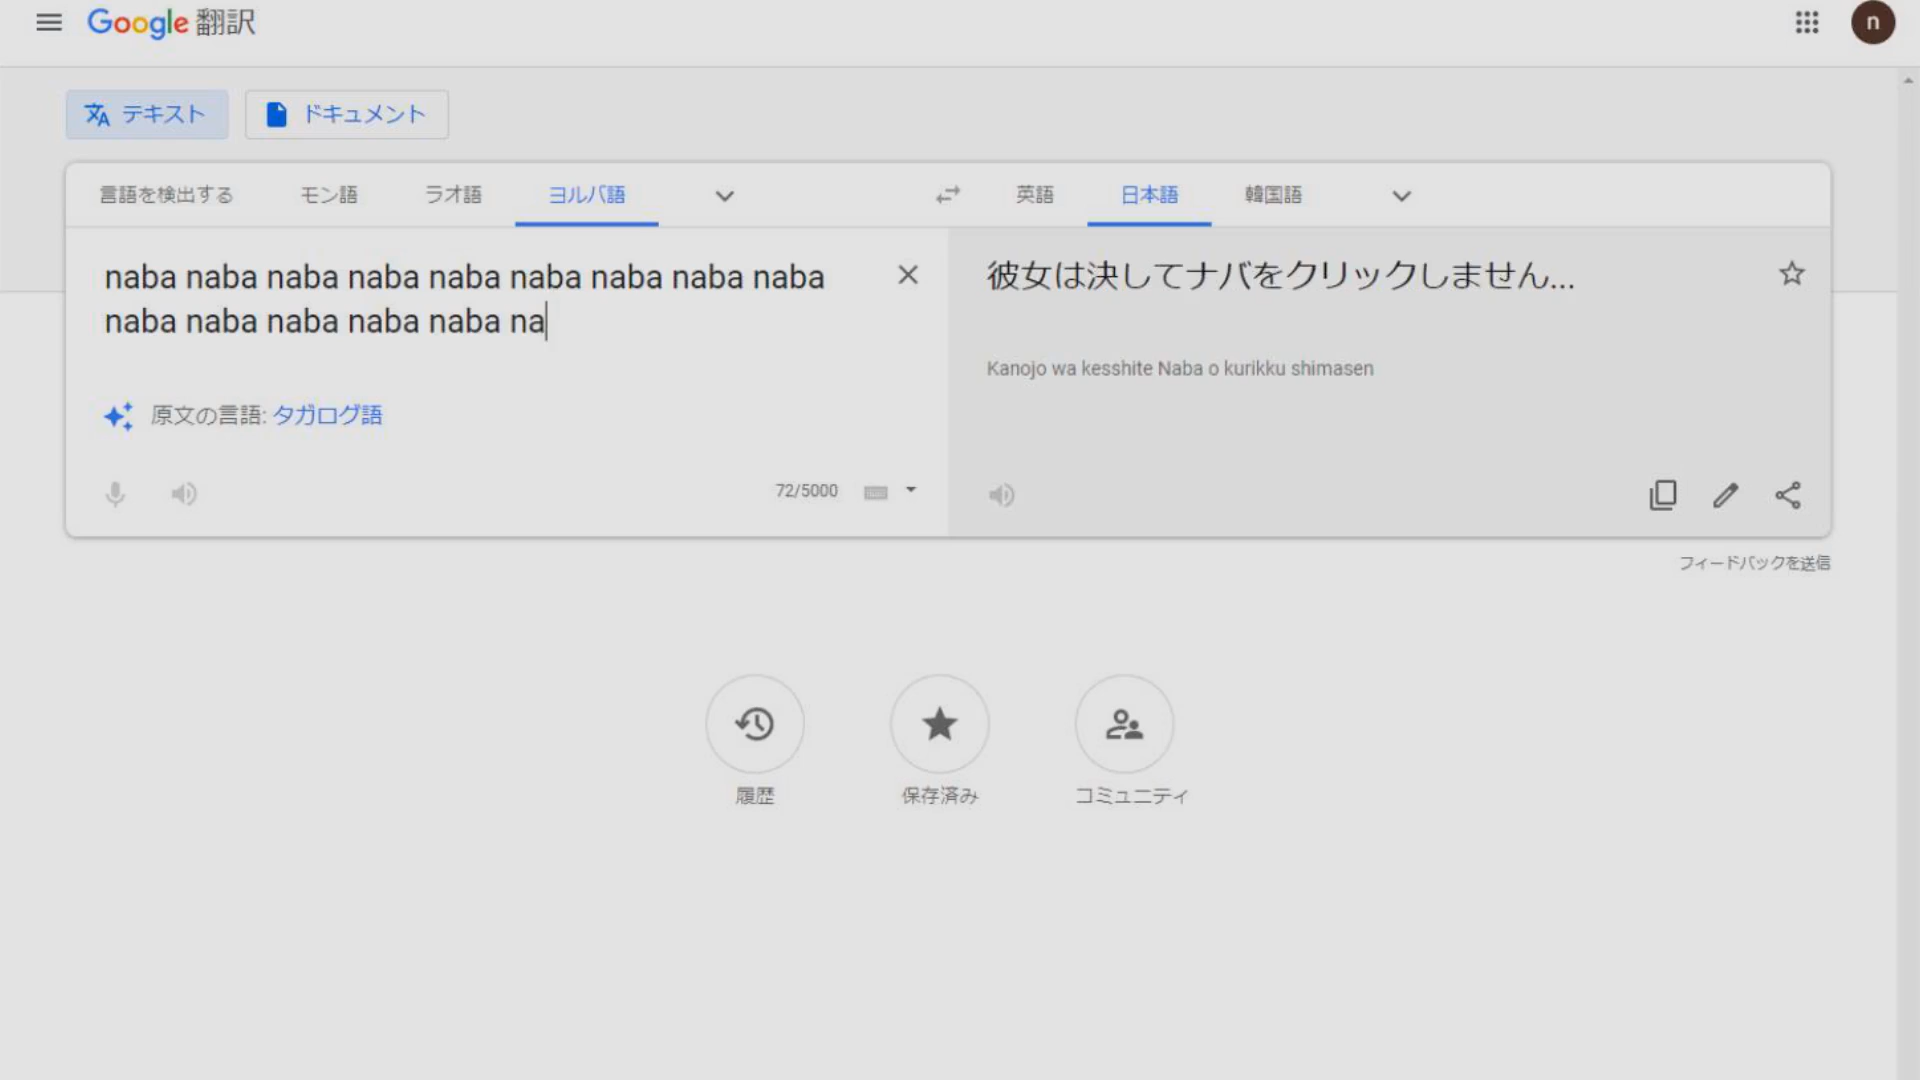 Google 翻訳
n
テキスト
ドキュメント
言語を検出する モン語 ラオ語 ヨルバ語
英語 日本語 韓国語
naba naba naba naba naba naba naba naba naba
naba naba naba naba naba na
彼女は決してナバをクリックしません...
Kanojo wa kesshite Naba o kurikku shimasen
原文の言語: タガログ語
72/5000
フィードバックを送信
履歴
保存済み
コミュニティ